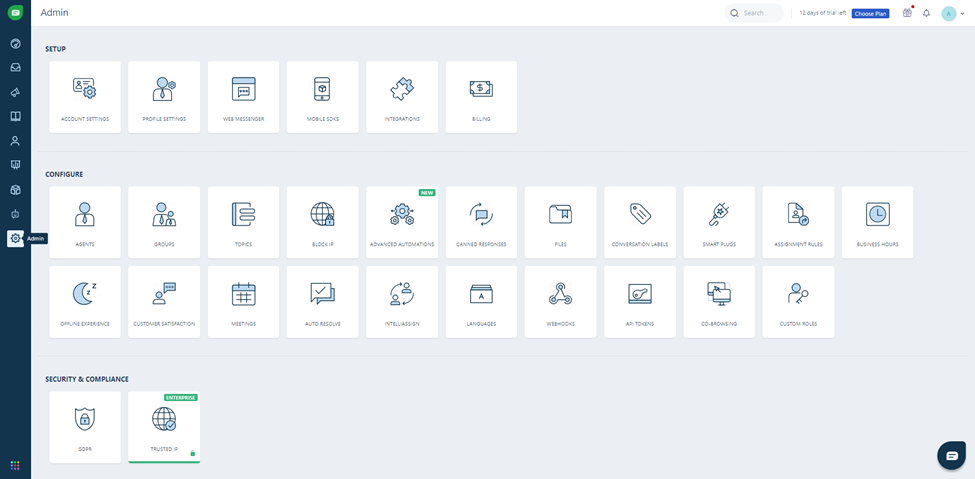 Admin
Search
12 days of trial left
Choose Plan
A
SETUP
ACCOUNT SETTINGS
PROFILE SETTINGS
WEB MESSENGER
MOBILE SDKS
INTEGRATIONS
BILLING
CONFIGURE
NEW
AGENTS
GROUPS
TOPICS
BLOCK IP
ADVANCED AUTOMATIONS
CANNED RESPONSES
FILES
CONVERSATION LABELS
SMART PLUGS
ASSIGNMENT RULES
BUSINESS HOURS
Admin
OFFLINE EXPERIENCE
CUSTOMER SATISFACTION
MEETINGS
AUTO RESOLVE
INTELLIASSIGN
LANGUAGES
WEBHOOKS
API TOKENS
CO-BROWSING
CUSTOM ROLES
SECURITY & COMPLIANCE
ENTERPRISE
GDPR
TRUSTED IP